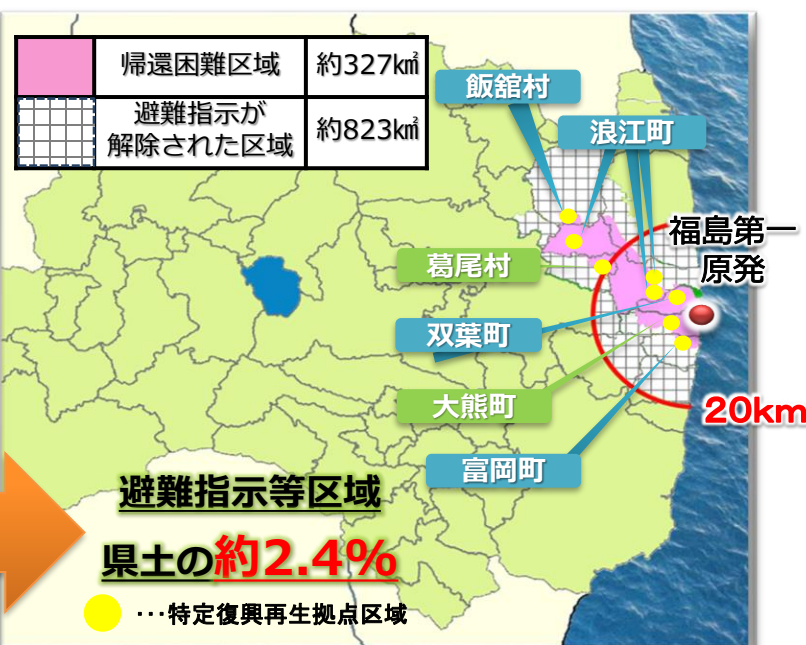 帰還困難区域 約327㎢
避難指示が
解除された区域 約823㎢
飯舘村
浪江町
福島第一
原発
葛尾村
双葉町
大熊町
20km
富岡町
避難指示等区域
県土の約2.4%
･･･特定復興再生拠点区域